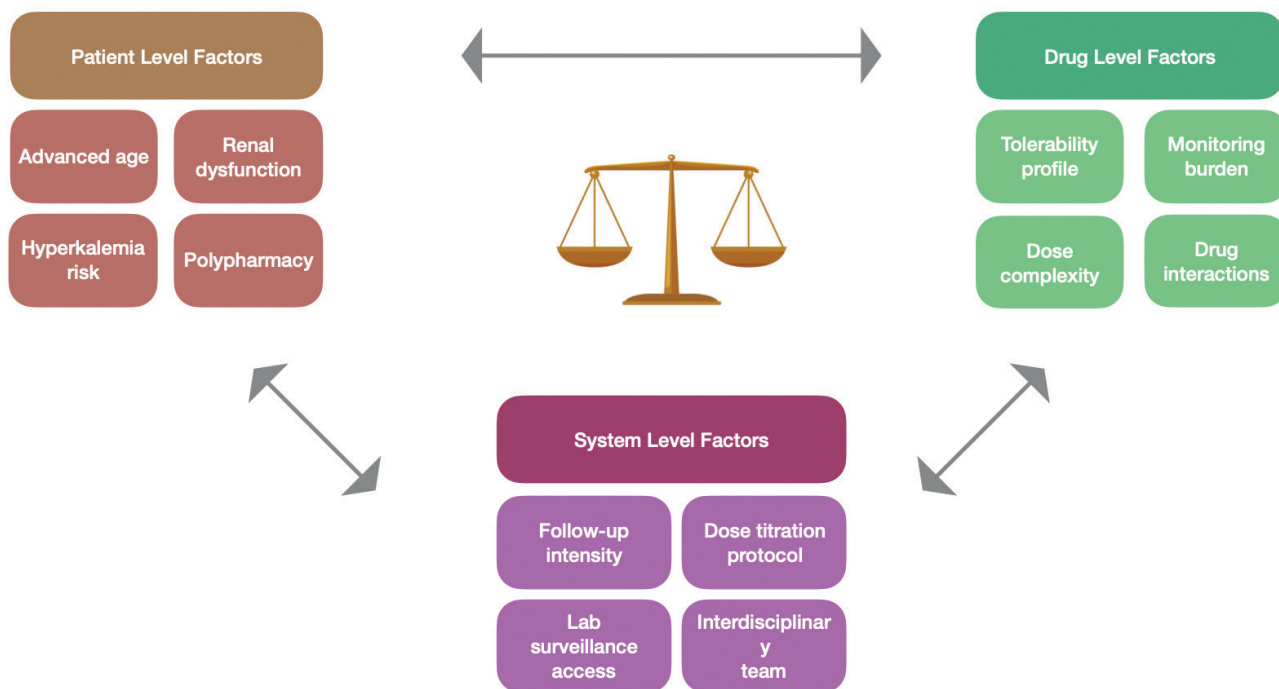 Patient Level Factors
Advanced age
Renal
dysfunction
Hyperkalemia
risk
Polypharmacy
Drug Level Factors
Tolerability
profile
Monitoring
burden
Dose
complexity
Drug
interactions
System Level Factors
Follow-up
intensity
Dose titration
protocol
Lab
surveillance
access
Interdisciplinar
y
team